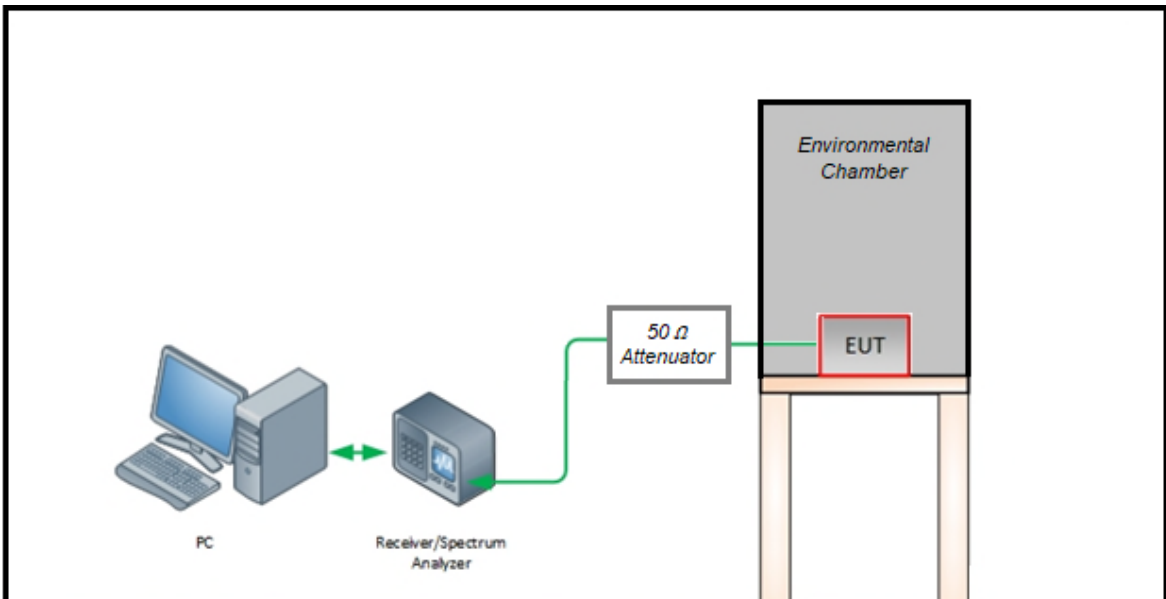 Environmental
Chamber
50 Ω
Attenuator
EUT
PC
Receiver/Spectrum
Analyzer